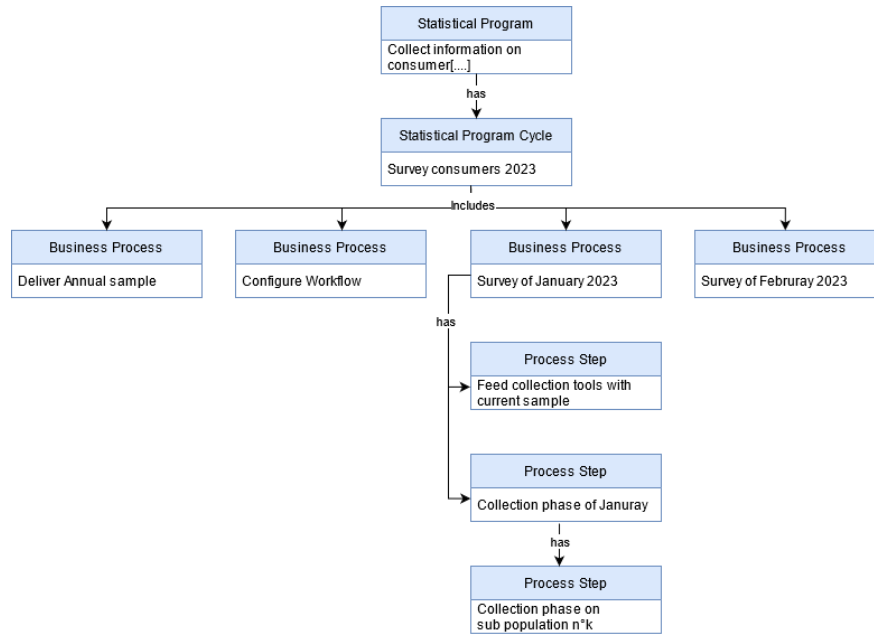 Statistical Program
Collect information on
consumer[....]
has
Statistical Program Cycle
Survey consumers 2023
Includes
Business Process
Deliver Annual sample
Business Process
Configure Workflow
Business Process
Survey of January 2023
Business Process
Survey of Februray 2023
has
Process Step
Feed collection tools with
current sample
Process Step
Collection phase of Januray
has
Process Step
Collection phase on
sub population n°k